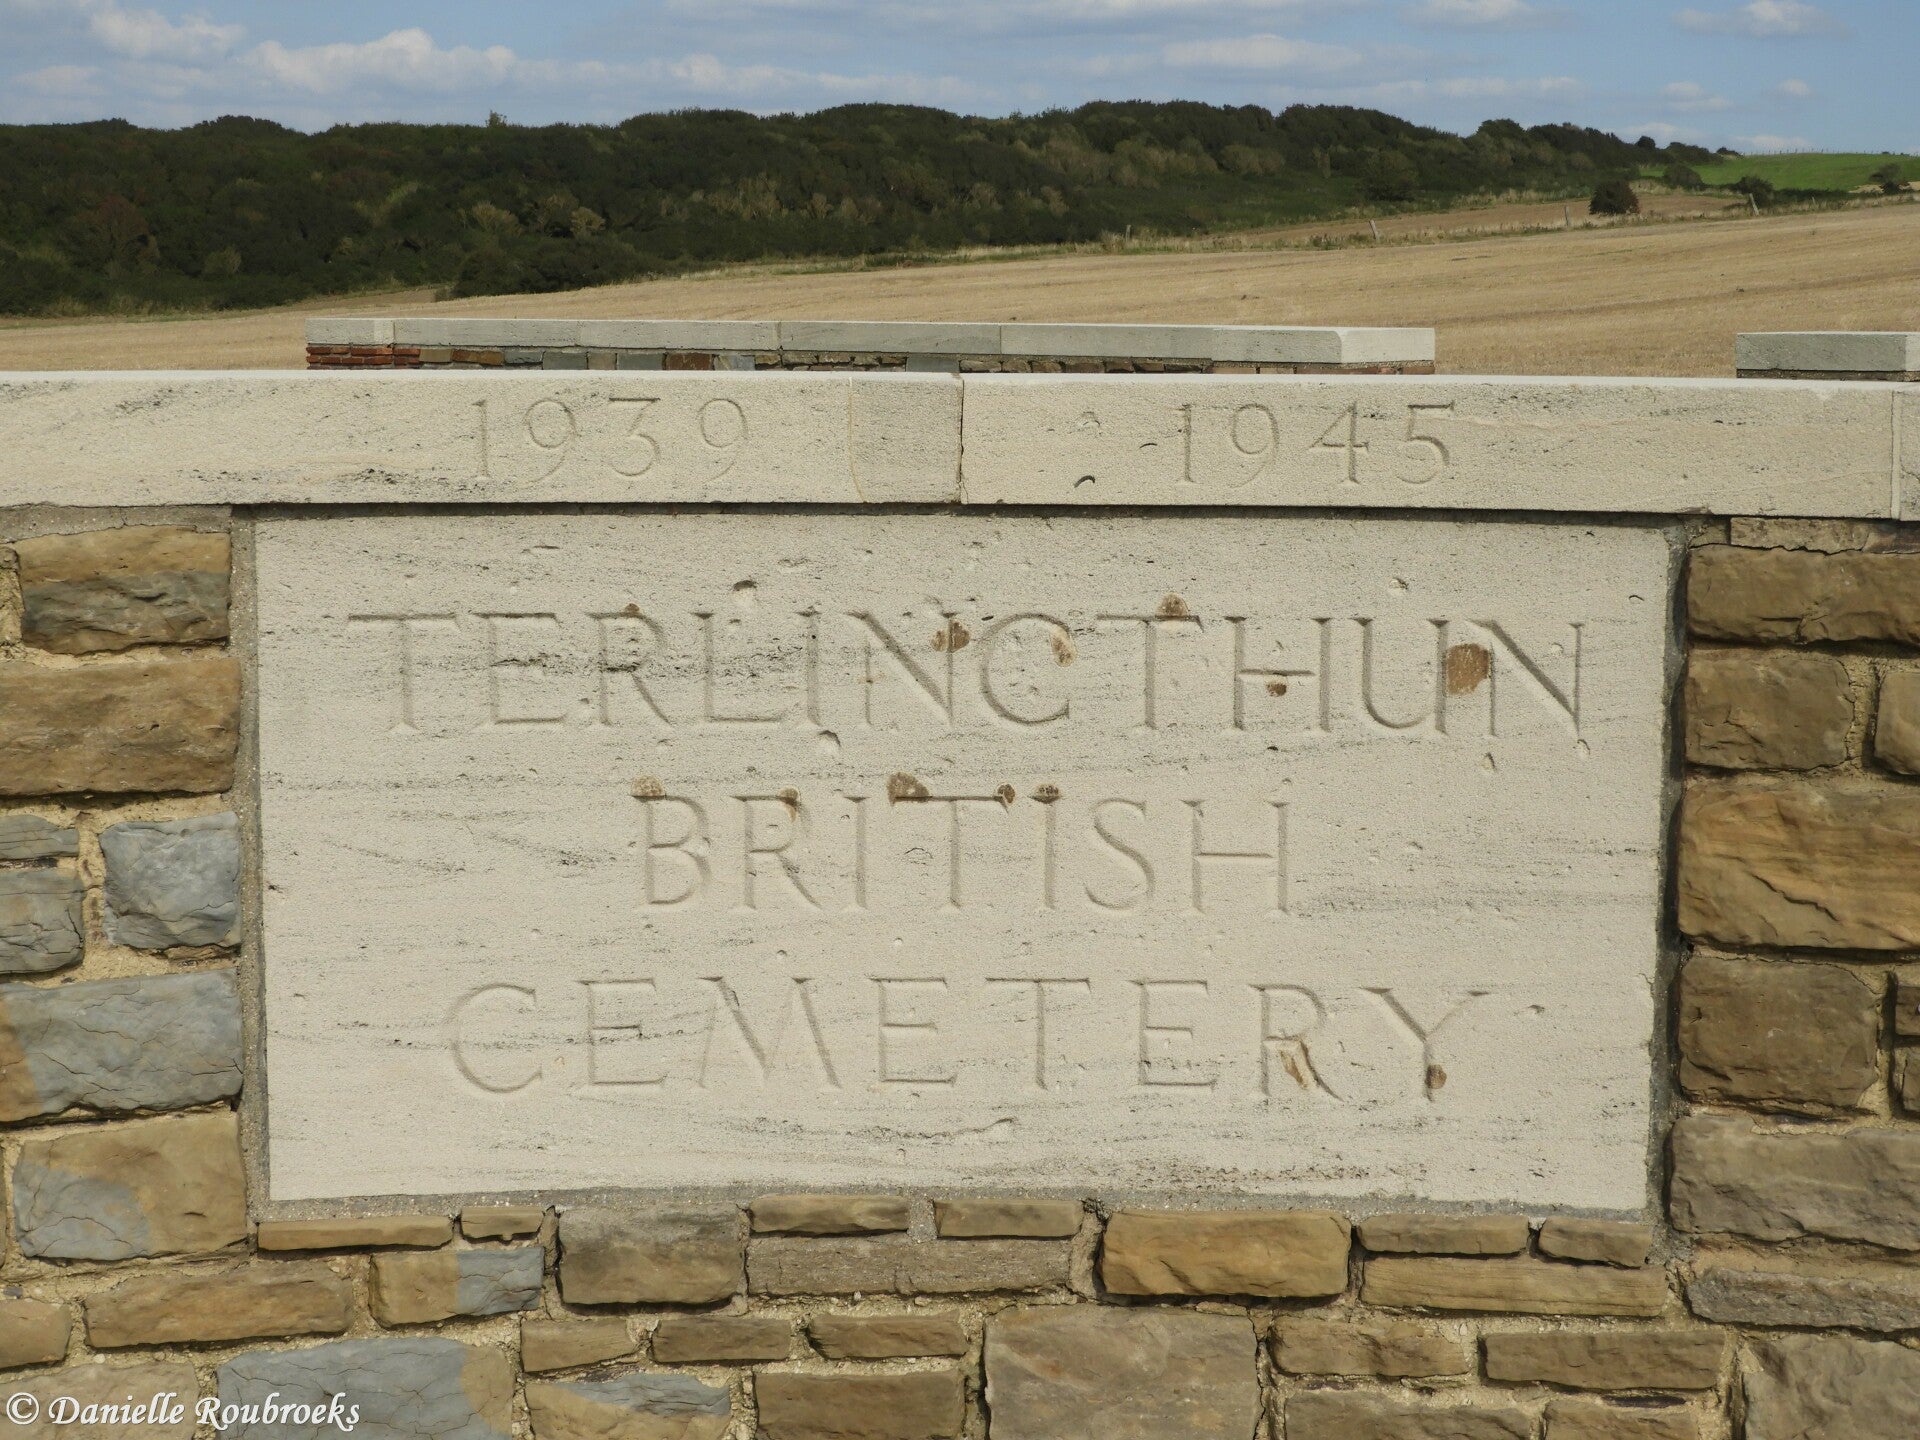 1939 1945
TERLINCTHUN
BRITISH
CEMETERY
© Danielle Roubroeks